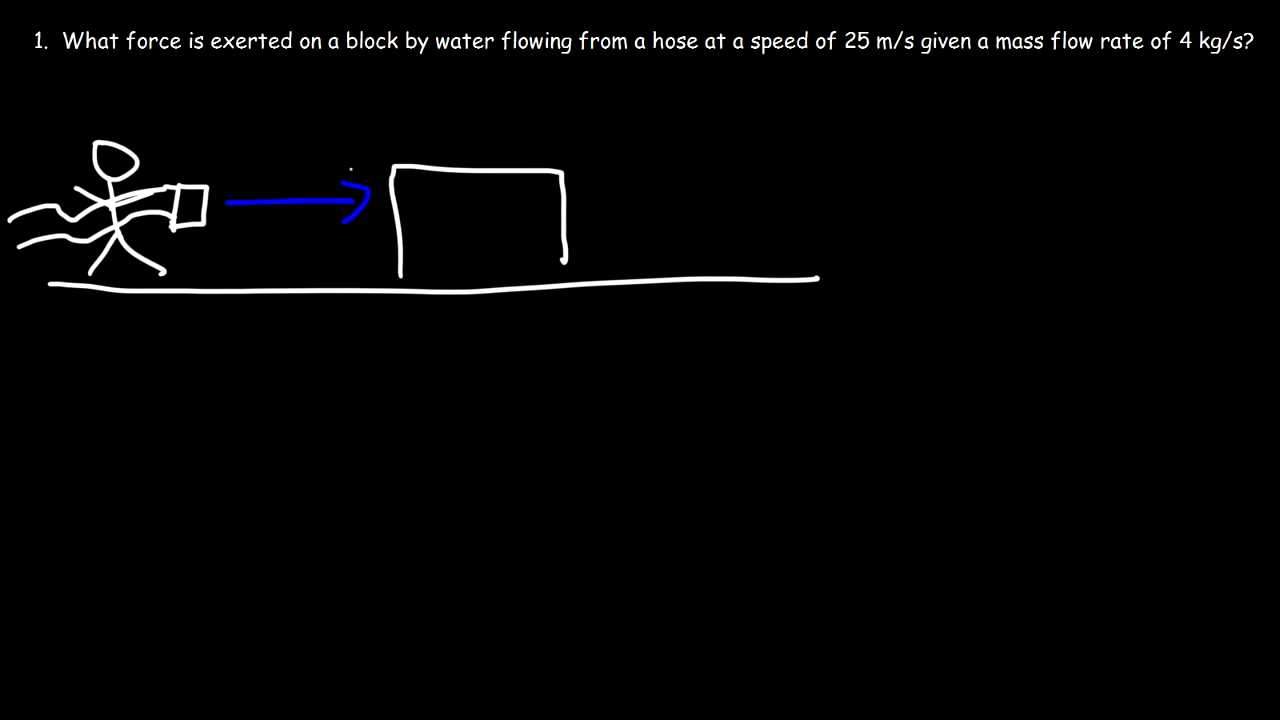 1. What force is exerted on a block by water flowing from a hose at a speed of 25 m/s given a mass flow rate of 4 kg/s?